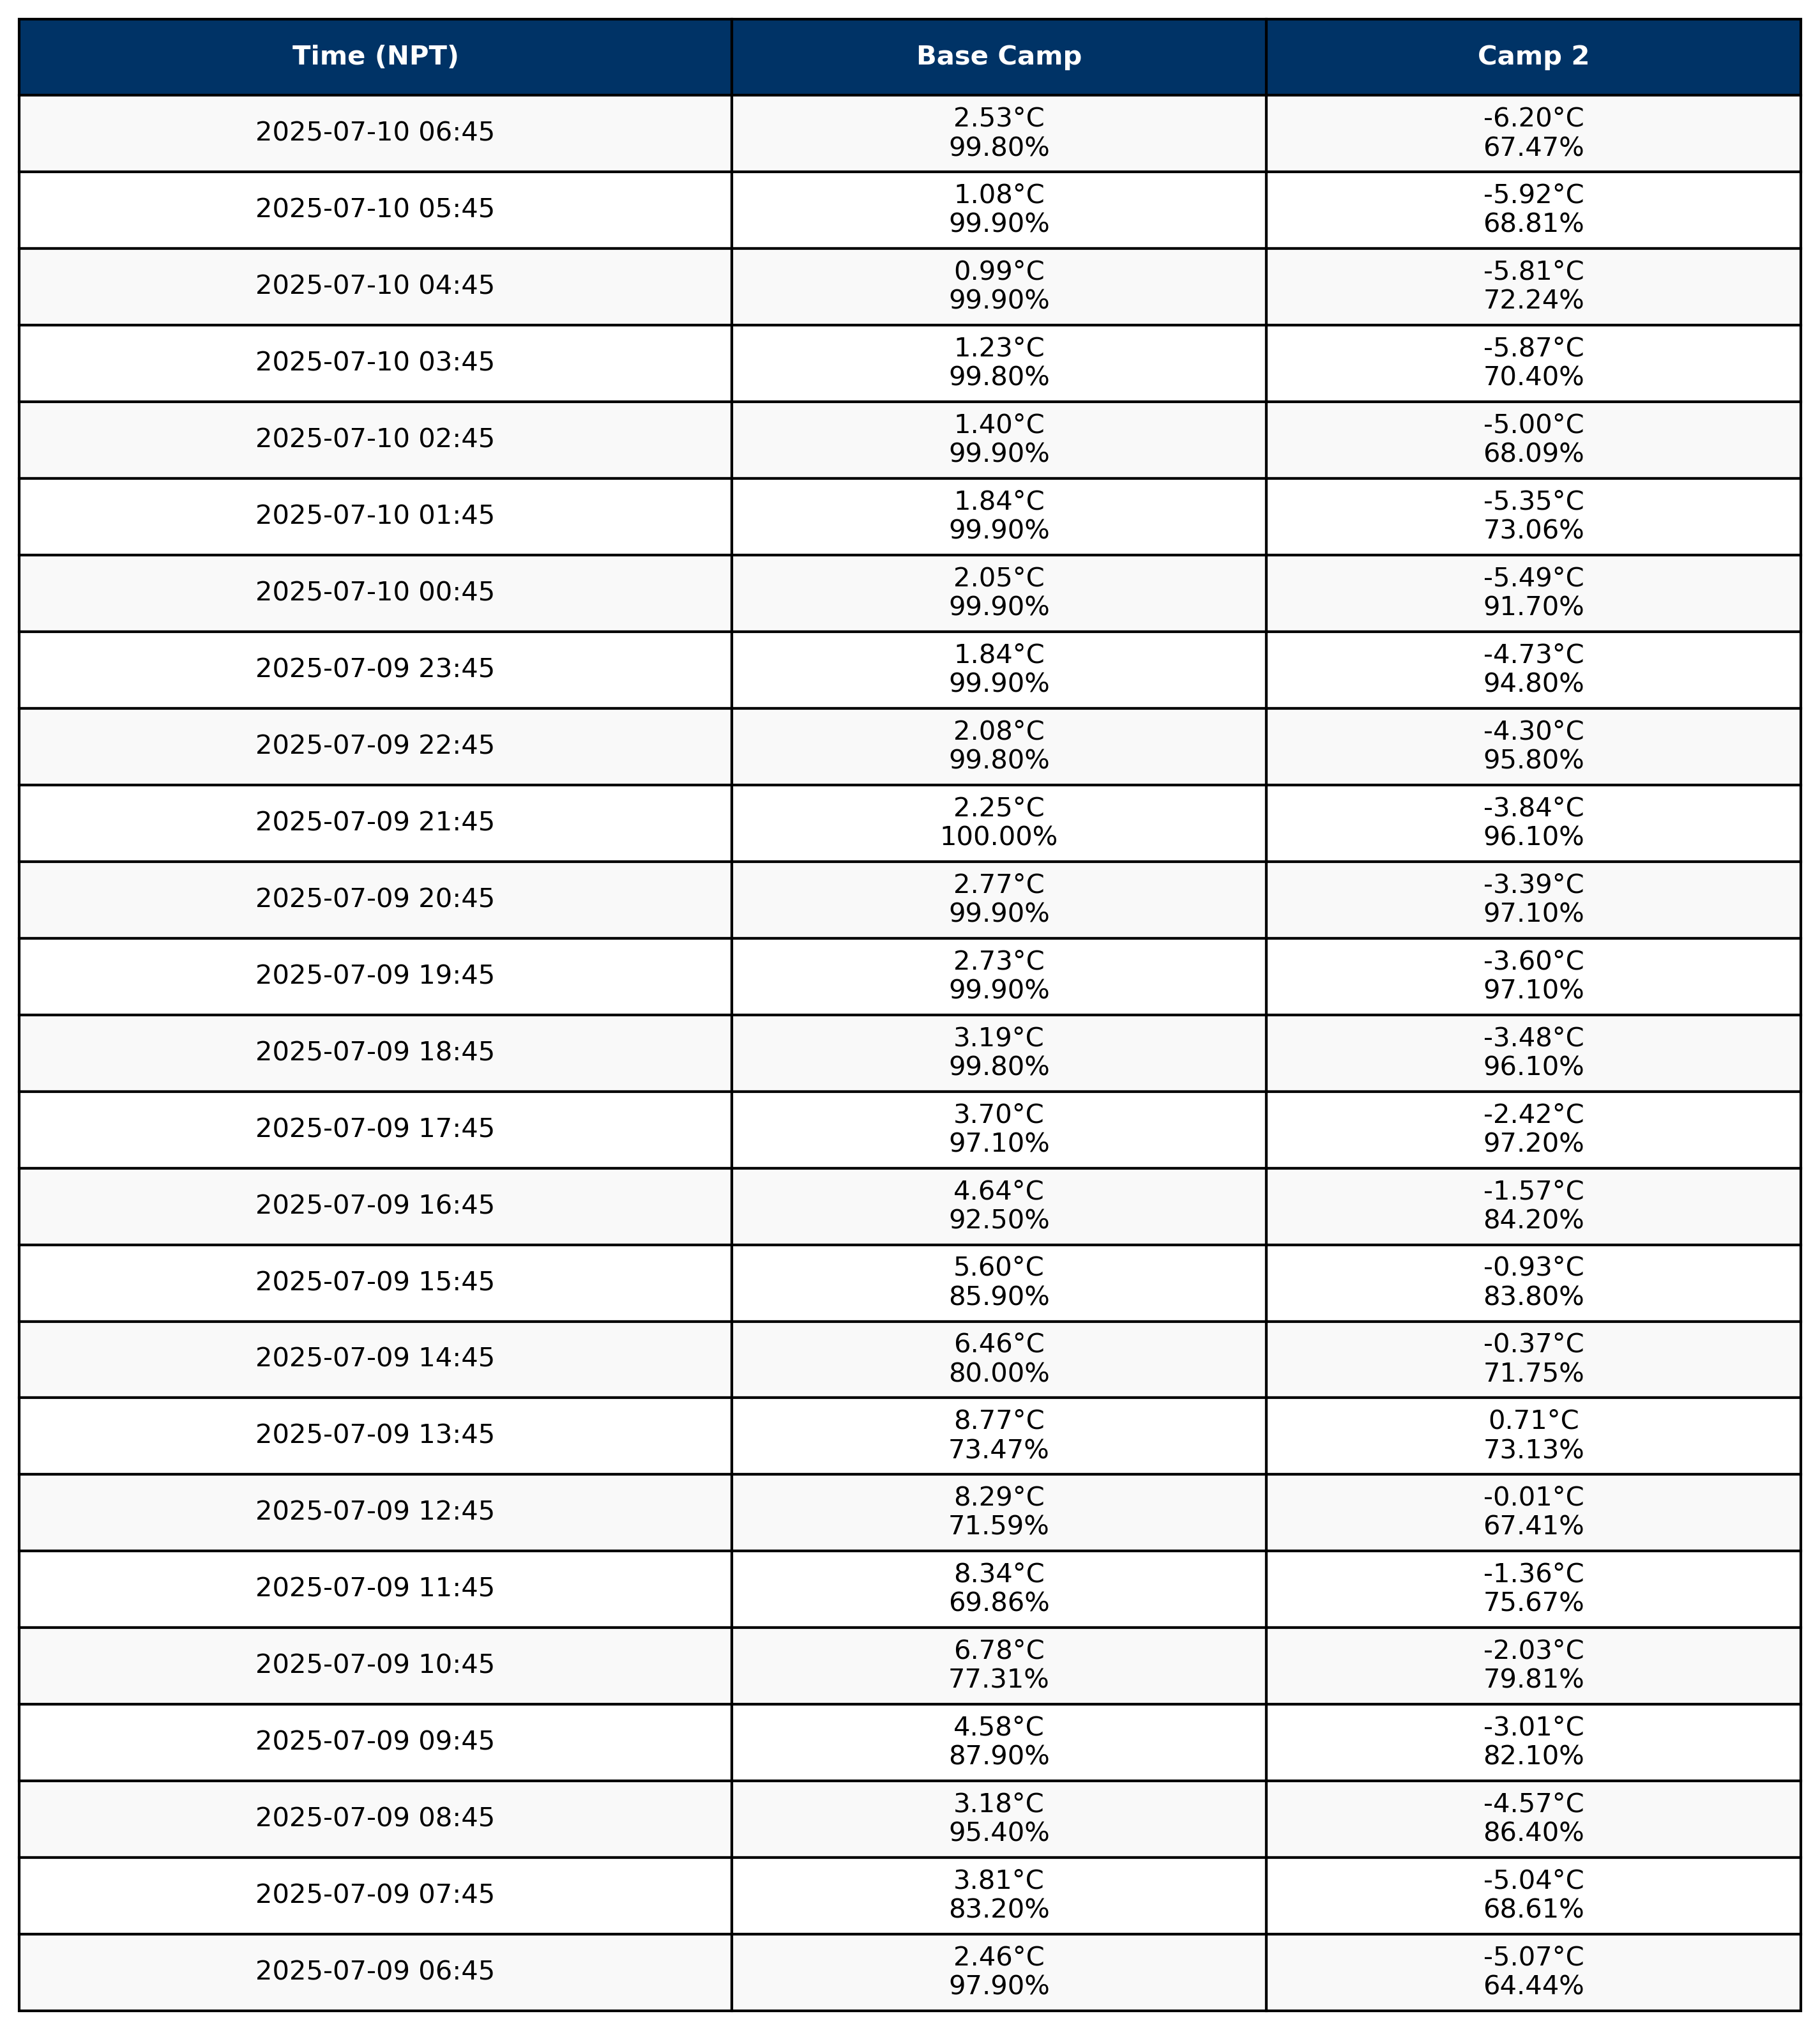 Time (NPT) Base Camp Camp 2
2025-07-10 06:45 2.53°C -6.20°C
99.80% 67.47%
2025-07-10 05:45 1.08°C -5.92°C
99.90% 68.81%
2025-07-10 04:45 0.99°C -5.81°C
99.90% 72.24%
2025-07-10 03:45 1.23°C -5.87°C
99.80% 70.40%
2025-07-10 02:45 1.40°C -5.00°C
99.90% 68.09%
2025-07-10 01:45 1.84°C -5.35°C
99.90% 73.06%
2025-07-10 00:45 2.05°C -5.49°C
99.90% 91.70%
2025-07-09 23:45 1.84°C -4.73°C
99.90% 94.80%
2025-07-09 22:45 2.08°C -4.30°C
99.80% 95.80%
2025-07-09 21:45 2.25°C -3.84°C
100.00% 96.10%
2025-07-09 20:45 2.77°C -3.39°C
99.90% 97.10%
2025-07-09 19:45 2.73°C -3.60°C
99.90% 97.10%
2025-07-09 18:45 3.19°C -3.48°C
99.80% 96.10%
2025-07-09 17:45 3.70°C -2.42°C
97.10% 97.20%
2025-07-09 16:45 4.64°C -1.57°C
92.50% 84.20%
2025-07-09 15:45 5.60°C -0.93°C
85.90% 83.80%
2025-07-09 14:45 6.46°C -0.37°C
80.00% 71.75%
2025-07-09 13:45 8.77°C 0.71°C
73.47% 73.13%
2025-07-09 12:45 8.29°C -0.01°C
71.59% 67.41%
2025-07-09 11:45 8.34°C -1.36°C
69.86% 75.67%
2025-07-09 10:45 6.78°C -2.03°C
77.31% 79.81%
2025-07-09 09:45 4.58°C -3.01°C
87.90% 82.10%
2025-07-09 08:45 3.18°C -4.57°C
95.40% 86.40%
2025-07-09 07:45 3.81°C -5.04°C
83.20% 68.61%
2025-07-09 06:45 2.46°C -5.07°C
97.90% 64.44%